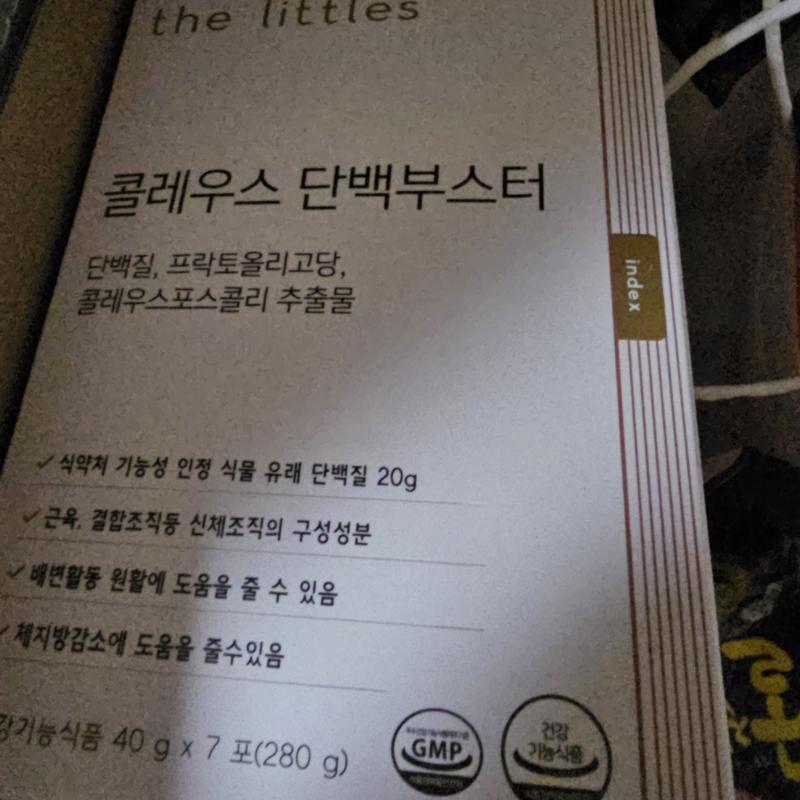 the littles
콜레우스 단백부스터
단백질, 프락토올리고당,
콜레우스포스콜리 추출물
index
✓ 식약처 기능성 인정 식물 유래 단백질 20g
✓ 근육, 결합조직등 신체조직의 구성성분
✓ 배변활동 원활에 도움을 줄 수 있음
✓ 체지방감소에 도움을 줄수있음
강기능식품 40 g x 7 포(280 g)
GMP
건강
기능식품